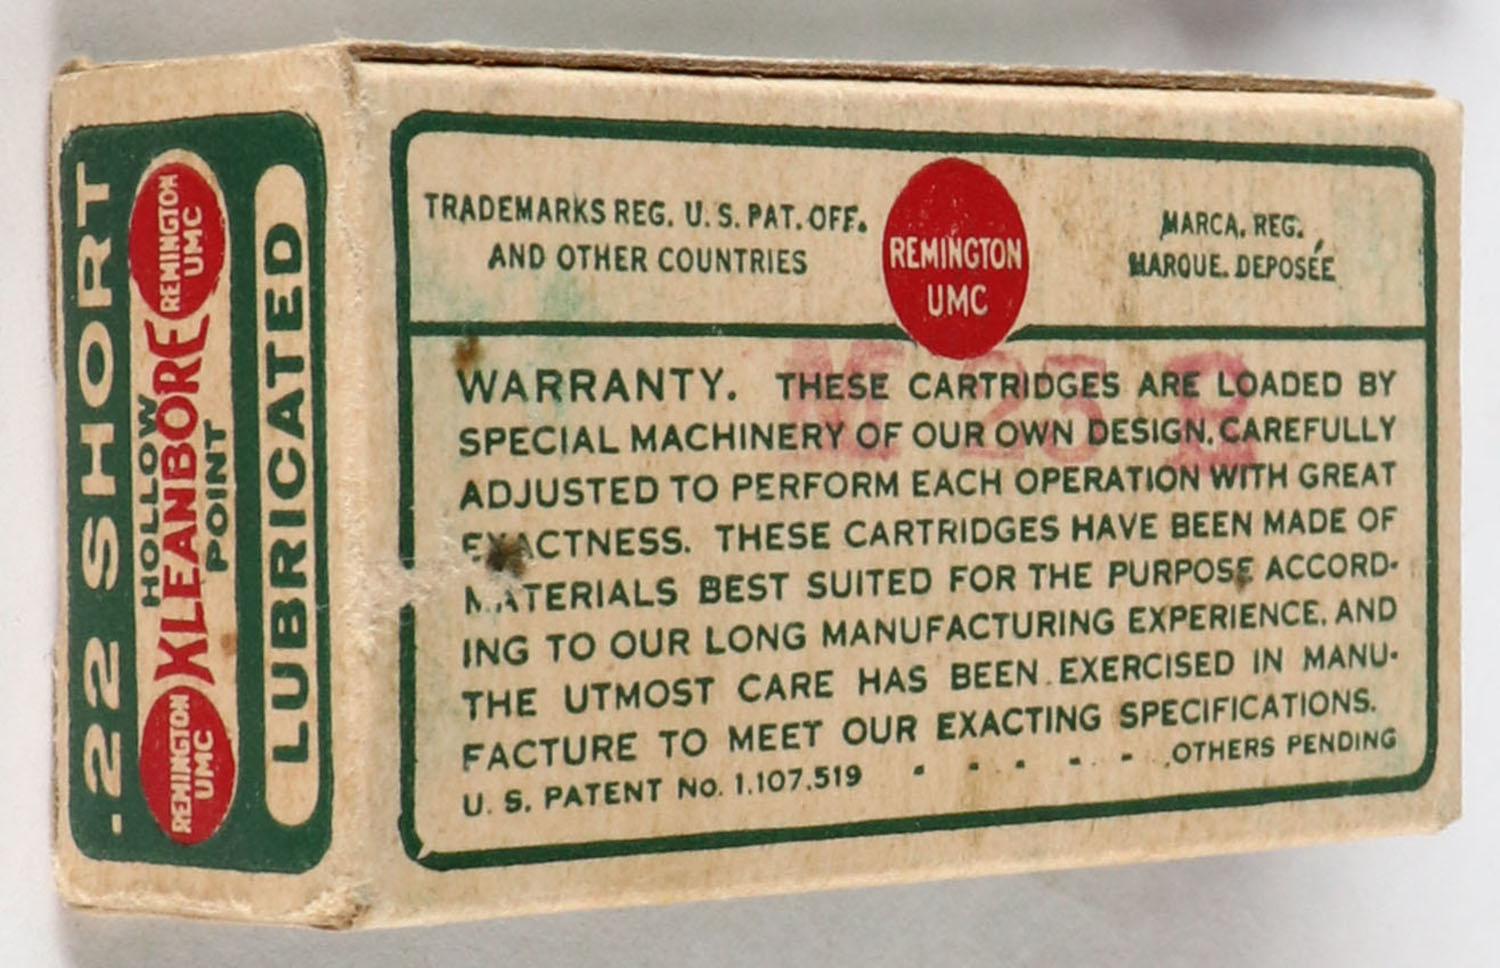 .22 SHORT
REMINGTON
UMC
HOLLOW
KLEANBORE
POINT
REMINGTON
UMC
LUBRICATED
TRADEMARKS REG. U.S. PAT. OFF.
AND OTHER COUNTRIES
REMINGTON
UMC
MARCA. REG.
MARQUE. DEPOSÉE
M 23 R
WARRANTY. THESE CARTRIDGES ARE LOADED BY
SPECIAL MACHINERY OF OUR OWN DESIGN, CAREFULLY
ADJUSTED TO PERFORM EACH OPERATION WITH GREAT
EXACTNESS. THESE CARTRIDGES HAVE BEEN MADE OF
MATERIALS BEST SUITED FOR THE PURPOSE ACCORD-
ING TO OUR LONG MANUFACTURING EXPERIENCE, AND
THE UTMOST CARE HAS BEEN EXERCISED IN MANU-
FACTURE TO MEET OUR EXACTING SPECIFICATIONS.
U. S. PATENT No. 1,107,519 - - - - - OTHERS PENDING